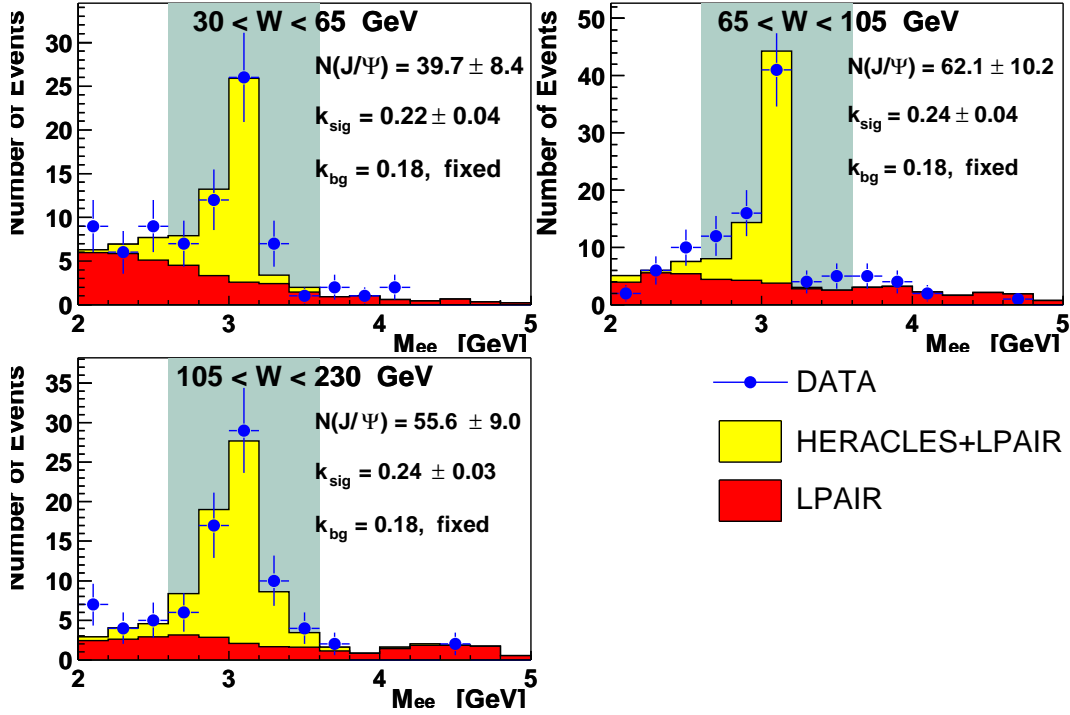 30 < W < 65 GeV
N(J/Ψ) = 39.7 ± 8.4
k_sig = 0.22 ± 0.04
k_bg = 0.18, fixed
Number of Events
30
25
20
15
10
5
0
2 3 4 5
Mee [GeV]
65 < W < 105 GeV
N(J/Ψ) = 62.1 ± 10.2
k_sig = 0.24 ± 0.04
k_bg = 0.18, fixed
Number of Events
50
40
30
20
10
0
2 3 4 5
Mee [GeV]
105 < W < 230 GeV
N(J/Ψ) = 55.6 ± 9.0
k_sig = 0.24 ± 0.03
k_bg = 0.18, fixed
Number of Events
35
30
25
20
15
10
5
0
2 3 4 5
Mee [GeV]
DATA
HERACLES+LPAIR
LPAIR